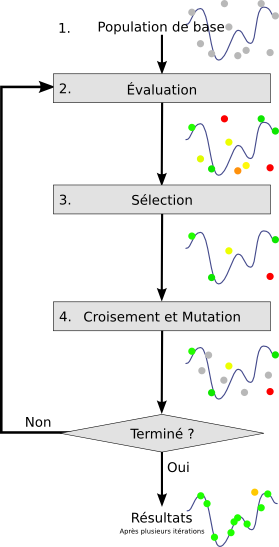 1. Population de base
2. Évaluation
3. Sélection
4. Croisement et Mutation
Terminé ?
Non
Oui
Résultats
Après plusieurs itérations